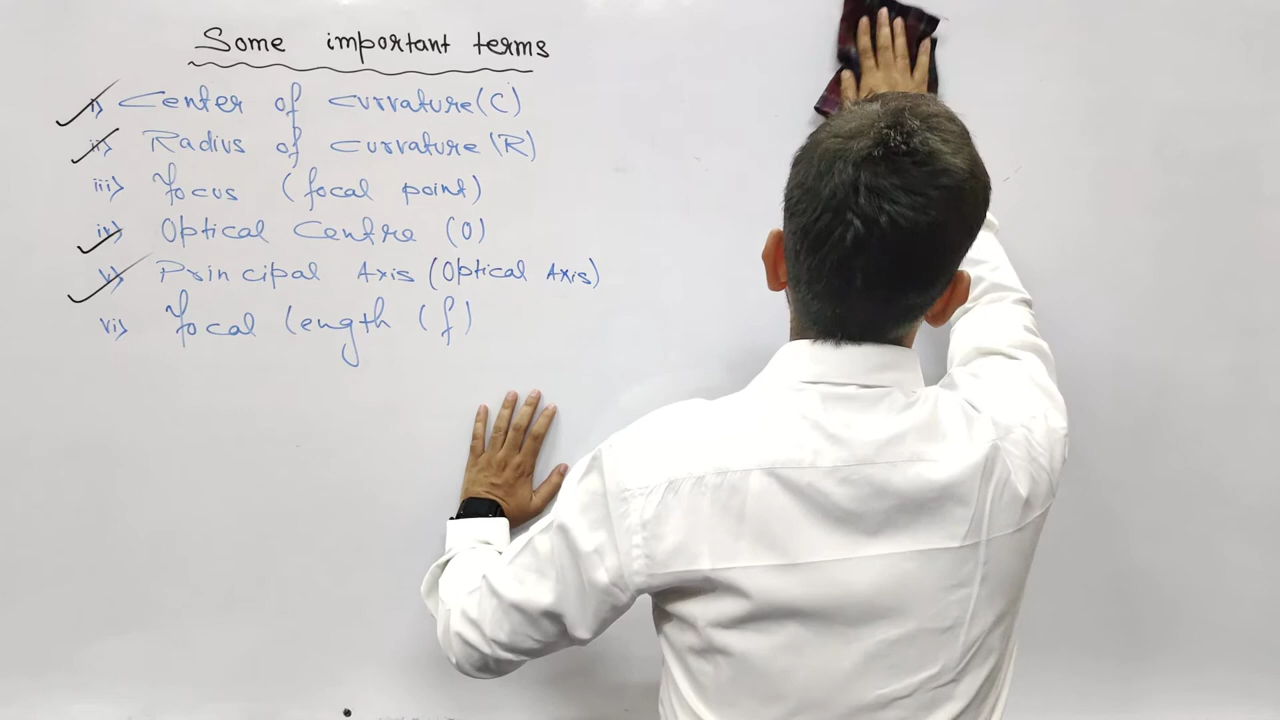 Some important terms
i> Center of curvature (C)
ii> Radius of curvature (R)
iii> focus (focal point)
iv> Optical Centre (O)
v> Principal Axis (Optical Axis)
vi> focal length (f)